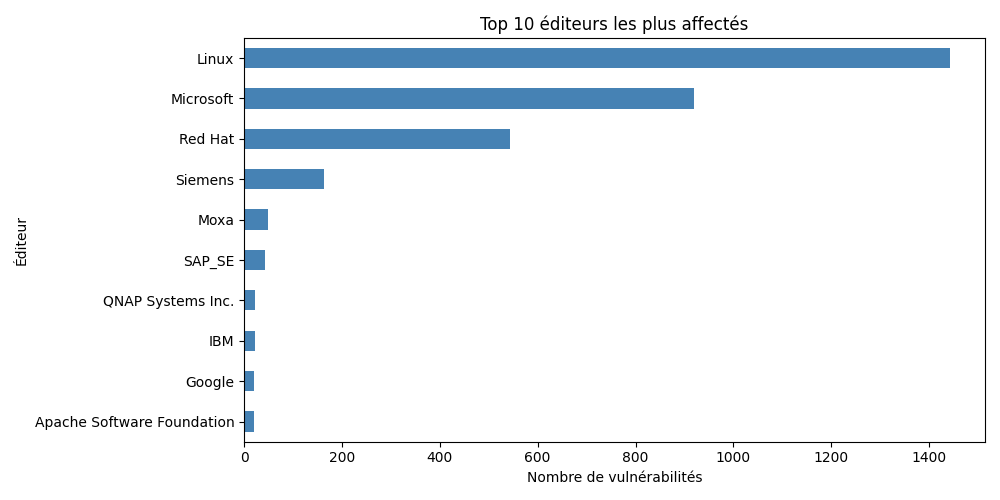 Top 10 éditeurs les plus affectés
Éditeur
Linux
Microsoft
Red Hat
Siemens
Moxa
SAP_SE
QNAP Systems Inc.
IBM
Google
Apache Software Foundation
0 200 400 600 800 1000 1200 1400
Nombre de vulnérabilités